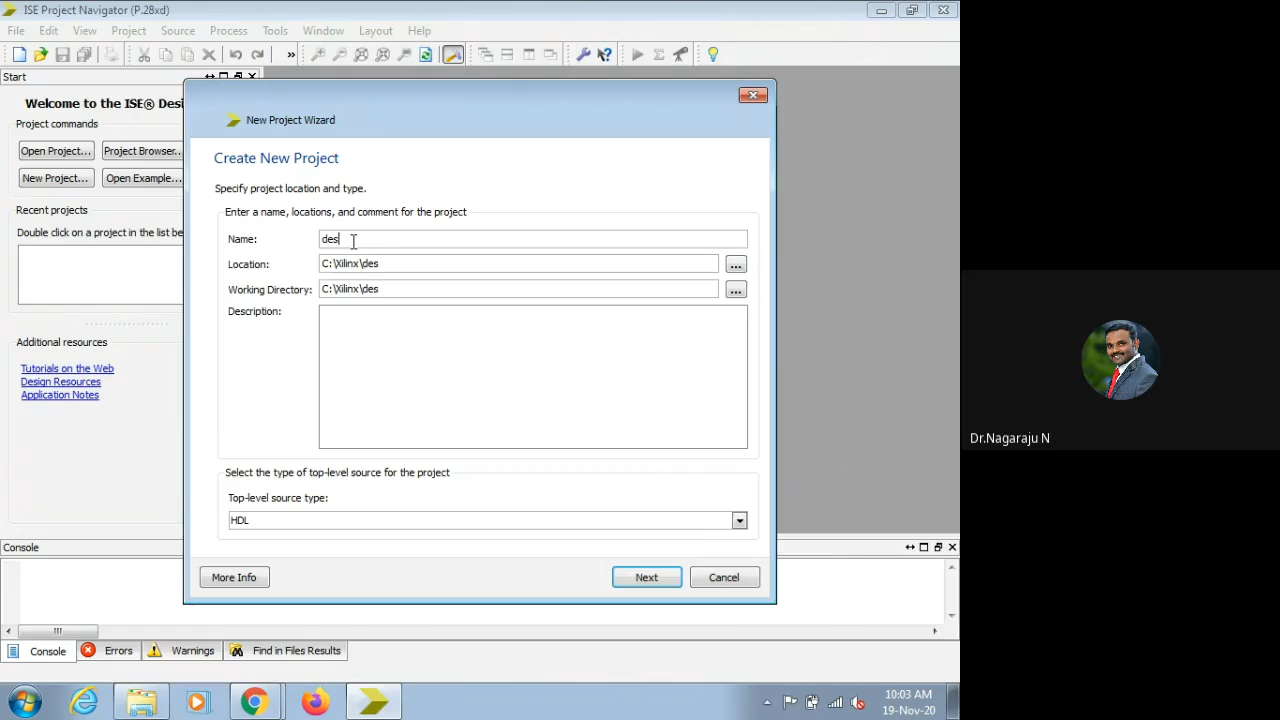 ISE Project Navigator (P.28xd)
File Edit View Project Source Process Tools Window Layout Help
»
Start
Welcome to the ISE® Desi
Project commands
Open Project... Project Browser...
New Project... Open Example...
Recent projects
Double click on a project in the list be
Additional resources
Tutorials on the Web
Design Resources
Application Notes
New Project Wizard
Create New Project
Specify project location and type.
Enter a name, locations, and comment for the project
Name: des
Location: C:\Xilinx\des ...
Working Directory: C:\Xilinx\des ...
Description:
Select the type of top-level source for the project
Top-level source type:
HDL
More Info Next Cancel
Console
Console Errors Warnings Find in Files Results
10:03 AM
19-Nov-20
Dr.Nagaraju N